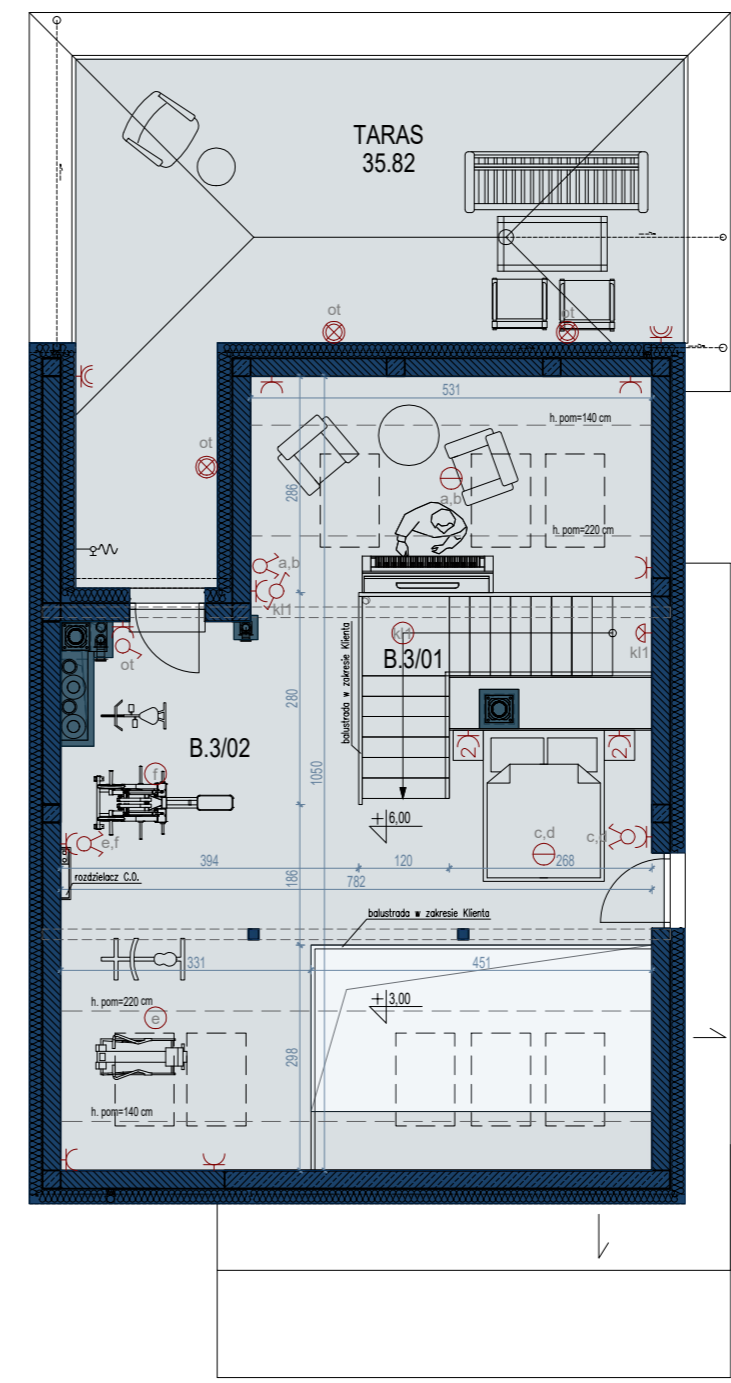 TARAS
35.82
ot
ot
531
h. pom=140 cm
ot
286
a,b
h. pom=220 cm
a,b
kl1
kl1
kl1
ot
B.3/01
balustrada w zakresie Klienta
280
B.3/02
1050
2
2
f
+6,00
e,f
c,d
c,d
394
120
268
rozdzielacz C.O.
186
782
balustrada w zakresie Klienta
331
451
h. pom=220 cm
+3,00
e
298
h. pom=140 cm